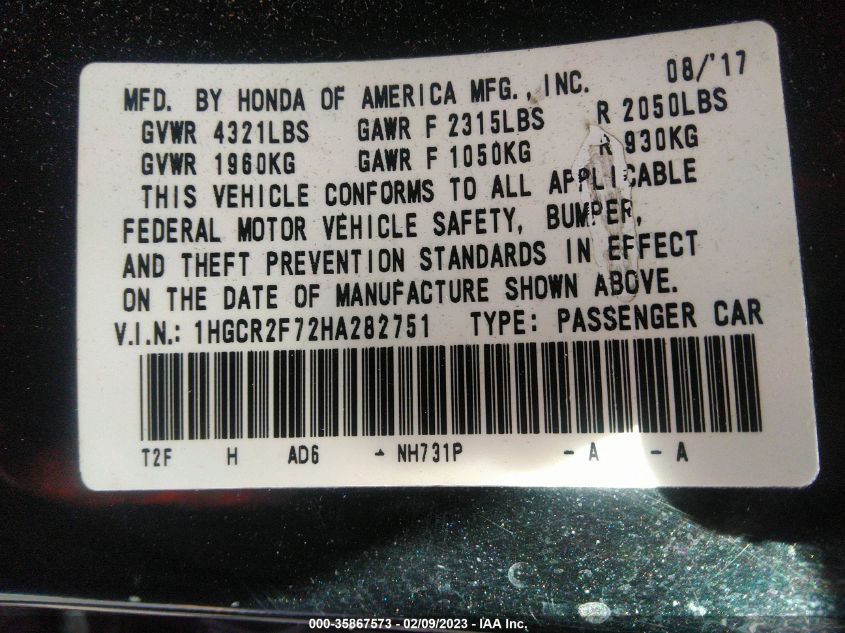 MFD. BY HONDA OF AMERICA MFG., INC. 08/'17
GVWR 4321LBS GAWR F 2315LBS R 2050LBS
GVWR 1960KG GAWR F 1050KG R 930KG
THIS VEHICLE CONFORMS TO ALL APPLICABLE
FEDERAL MOTOR VEHICLE SAFETY, BUMPER,
AND THEFT PREVENTION STANDARDS IN EFFECT
ON THE DATE OF MANUFACTURE SHOWN ABOVE.
V.I.N.: 1HGCR2F72HA282751 TYPE: PASSENGER CAR
T2F H AD6 - NH731P - A - A
000-35867573 - 02/09/2023 - IAA Inc.